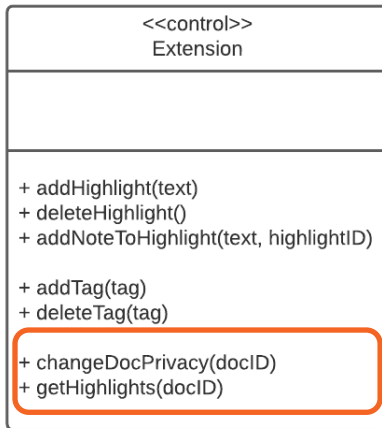 <<control>>
Extension
+ addHighlight(text)
+ deleteHighlight()
+ addNoteToHighlight(text, highlightID)
+ addTag(tag)
+ deleteTag(tag)
+ changeDocPrivacy(docID)
+ getHighlights(docID)